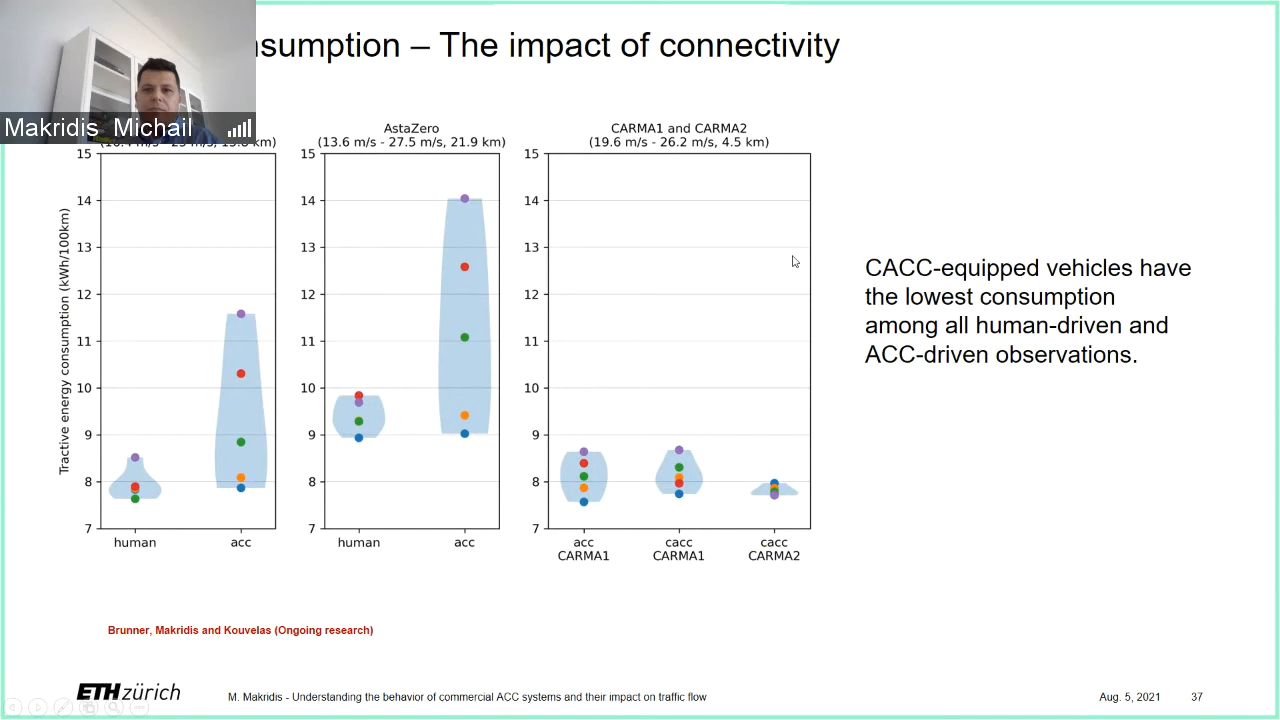 nsumption – The impact of connectivity
Makridis Michail
AstaZero
(13.6 m/s - 27.5 m/s, 21.9 km)
CARMA1 and CARMA2
(19.6 m/s - 26.2 m/s, 4.5 km)
Tractive energy consumption (kWh/100km)
15
14
13
12
11
10
9
8
7
human
acc
15
14
13
12
11
10
9
8
7
human
acc
15
14
13
12
11
10
9
8
7
acc
CARMA1
cacc
CARMA1
cacc
CARMA2
CACC-equipped vehicles have
the lowest consumption
among all human-driven and
ACC-driven observations.
Brunner, Makridis and Kouvelas (Ongoing research)
ETH zürich
M. Makridis - Understanding the behavior of commercial ACC systems and their impact on traffic flow
Aug. 5, 2021
37